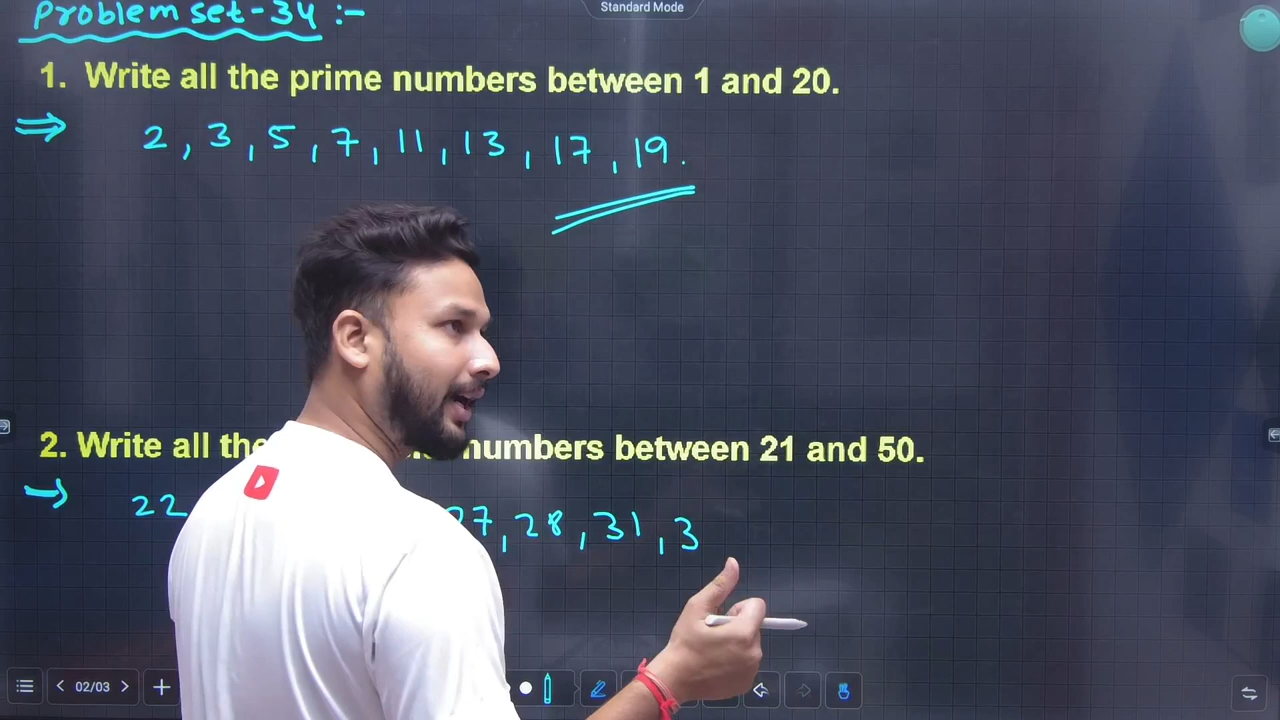 Standard Mode
Problem set-34 :-
1. Write all the prime numbers between 1 and 20.
⇒ 2, 3, 5, 7, 11, 13, 17, 19.
2. Write all the numbers between 21 and 50.
→ 22 27, 28, 31, 3
02/03